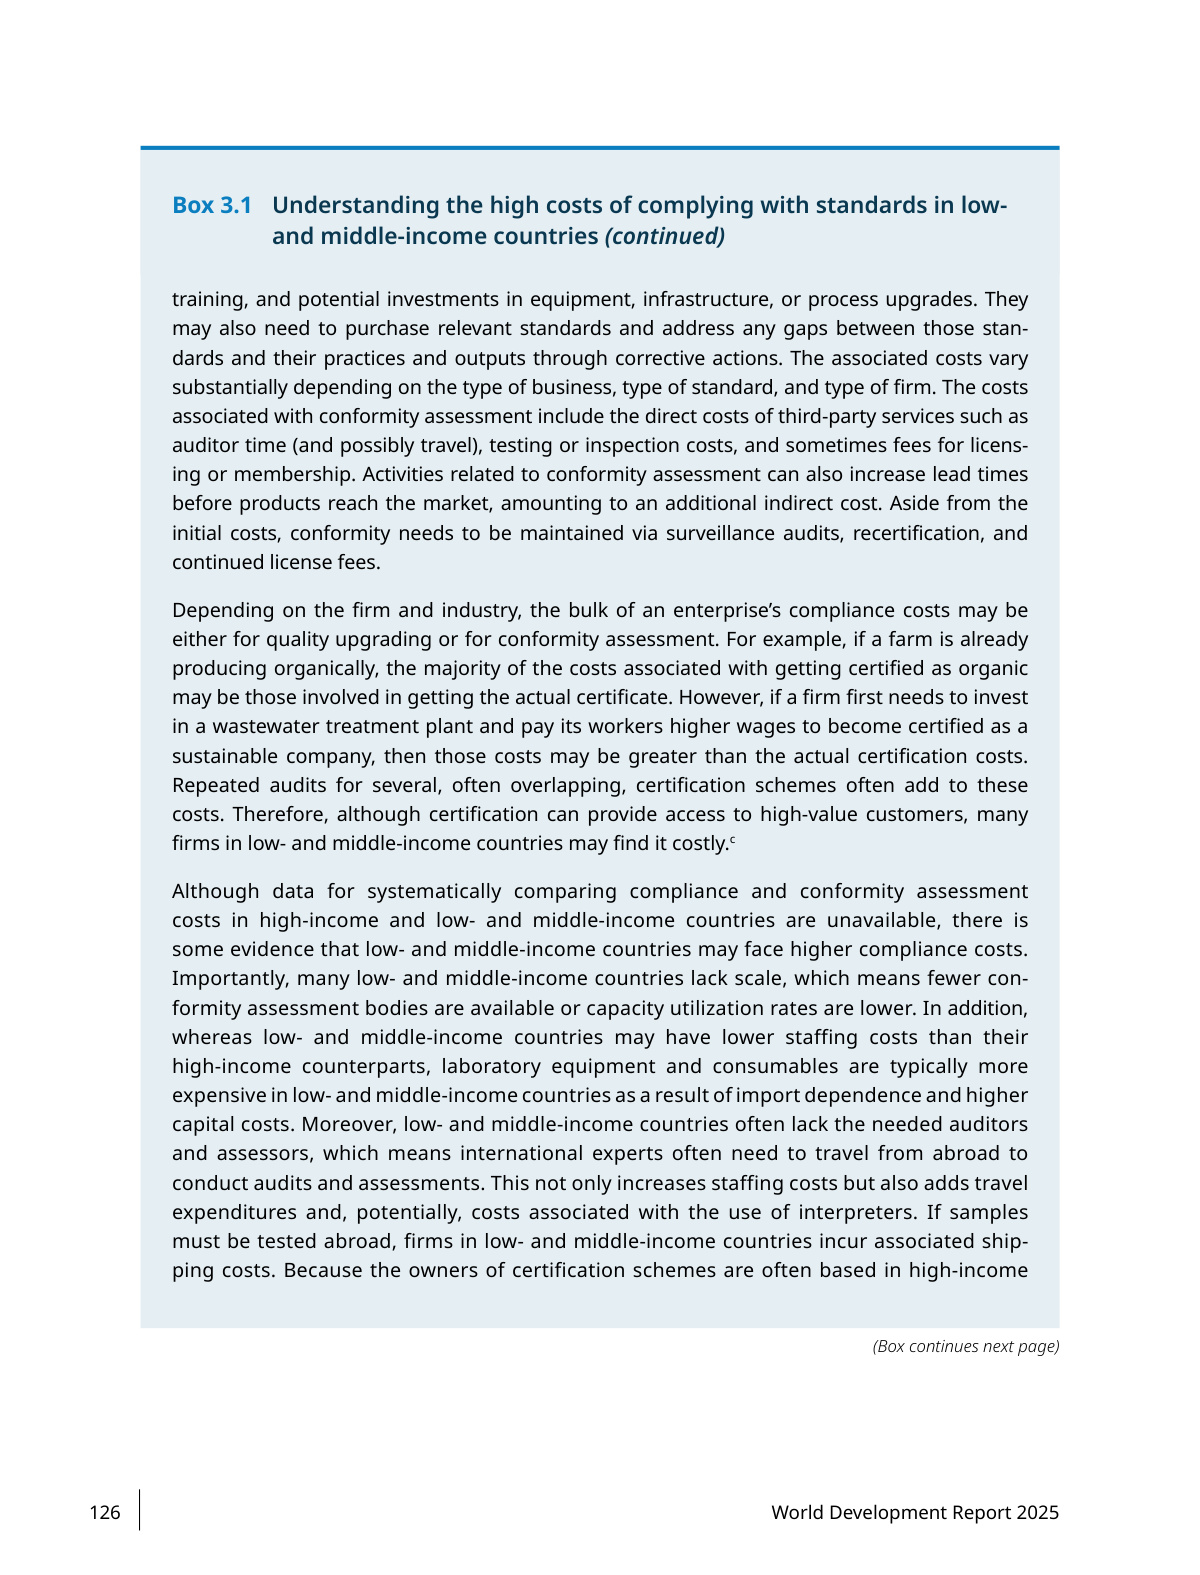 Box 3.1 Understanding the high costs of complying with standards in low-
and middle-income countries (continued)
training, and potential investments in equipment, infrastructure, or process upgrades. They
may also need to purchase relevant standards and address any gaps between those stan-
dards and their practices and outputs through corrective actions. The associated costs vary
substantially depending on the type of business, type of standard, and type of firm. The costs
associated with conformity assessment include the direct costs of third-party services such as
auditor time (and possibly travel), testing or inspection costs, and sometimes fees for licens-
ing or membership. Activities related to conformity assessment can also increase lead times
before products reach the market, amounting to an additional indirect cost. Aside from the
initial costs, conformity needs to be maintained via surveillance audits, recertification, and
continued license fees.
Depending on the firm and industry, the bulk of an enterprise’s compliance costs may be
either for quality upgrading or for conformity assessment. For example, if a farm is already
producing organically, the majority of the costs associated with getting certified as organic
may be those involved in getting the actual certificate. However, if a firm first needs to invest
in a wastewater treatment plant and pay its workers higher wages to become certified as a
sustainable company, then those costs may be greater than the actual certification costs.
Repeated audits for several, often overlapping, certification schemes often add to these
costs. Therefore, although certification can provide access to high-value customers, many
firms in low- and middle-income countries may find it costly.c
Although data for systematically comparing compliance and conformity assessment
costs in high-income and low- and middle-income countries are unavailable, there is
some evidence that low- and middle-income countries may face higher compliance costs.
Importantly, many low- and middle-income countries lack scale, which means fewer con-
formity assessment bodies are available or capacity utilization rates are lower. In addition,
whereas low- and middle-income countries may have lower staffing costs than their
high-income counterparts, laboratory equipment and consumables are typically more
expensive in low- and middle-income countries as a result of import dependence and higher
capital costs. Moreover, low- and middle-income countries often lack the needed auditors
and assessors, which means international experts often need to travel from abroad to
conduct audits and assessments. This not only increases staffing costs but also adds travel
expenditures and, potentially, costs associated with the use of interpreters. If samples
must be tested abroad, firms in low- and middle-income countries incur associated ship-
ping costs. Because the owners of certification schemes are often based in high-income
(Box continues next page)
126
World Development Report 2025